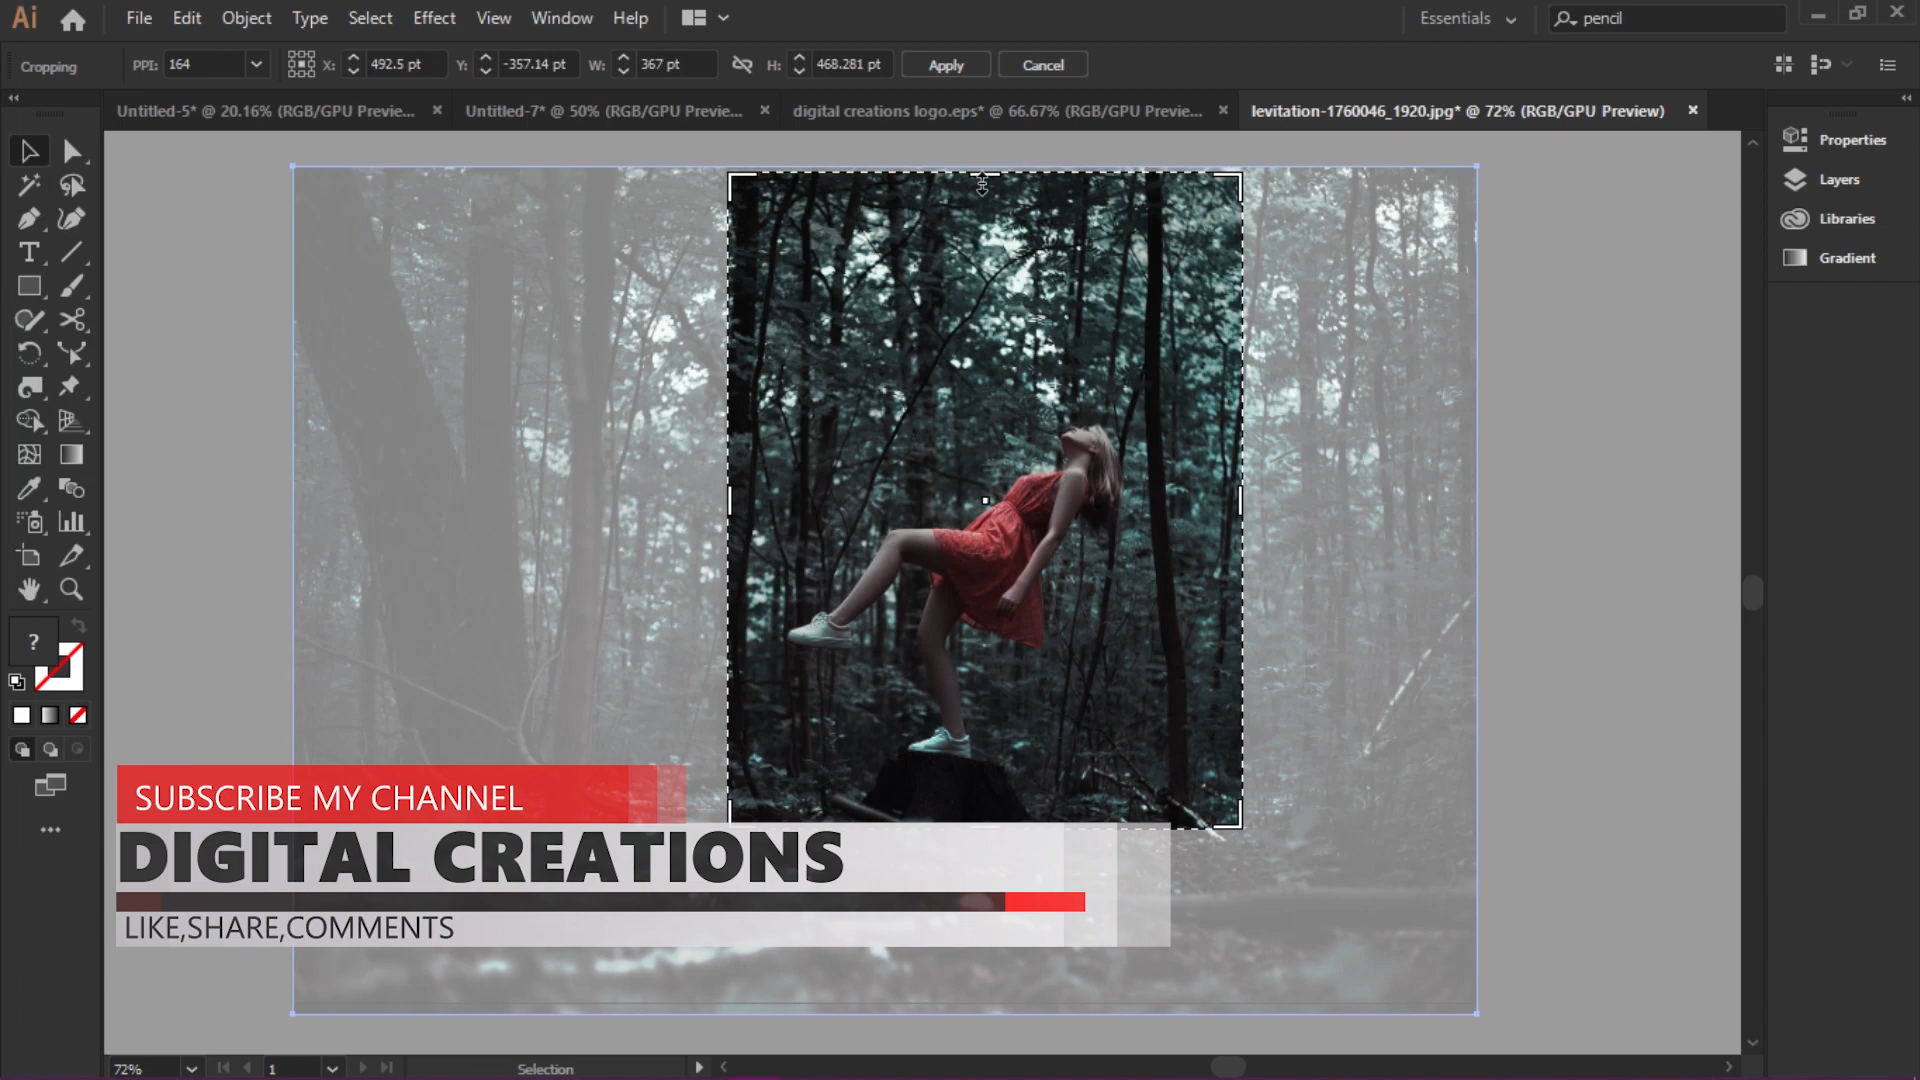 Ai File Edit Object Type Select Effect View Window Help Essentials pencil
Cropping PPI: 164 X: 492.5 pt Y: -357.14 pt W: 367 pt H: 468.281 pt Apply Cancel
Untitled-5* @ 20.16% (RGB/GPU Previe... Untitled-7* @ 50% (RGB/GPU Previe... digital creations logo.eps* @ 66.67% (RGB/GPU Previe... levitation-1760046_1920.jpg* @ 72% (RGB/GPU Preview)
Properties
Layers
Libraries
Gradient
?
SUBSCRIBE MY CHANNEL
DIGITAL CREATIONS
LIKE,SHARE,COMMENTS
72% 1 Selection